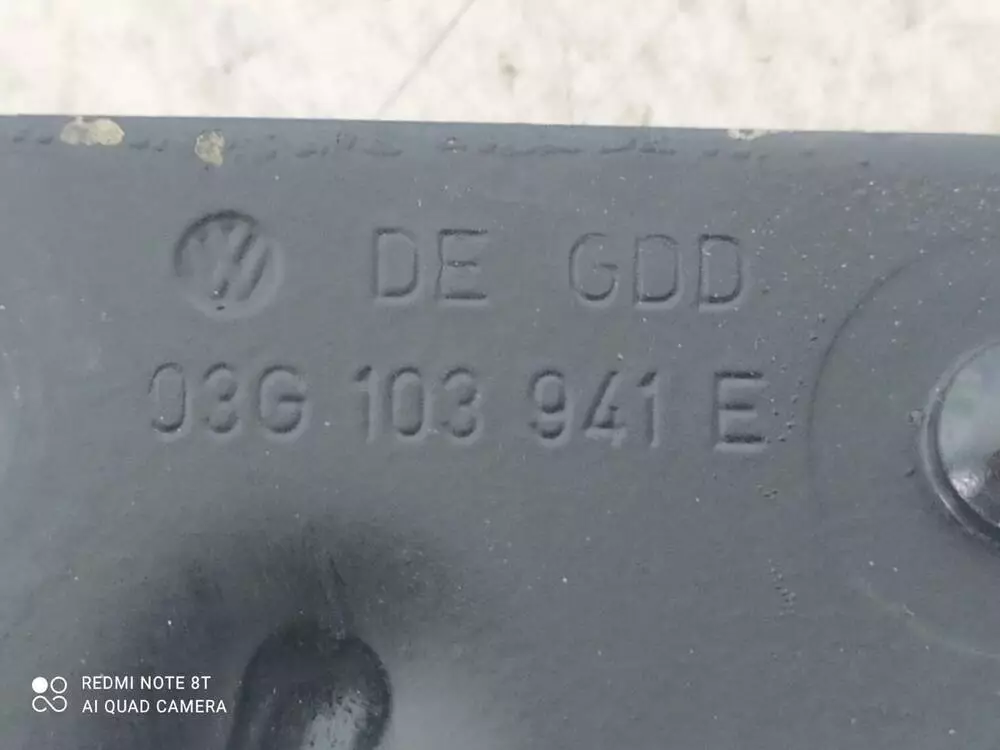 DE GDD
03G 103 941 E
REDMI NOTE 8T
AI QUAD CAMERA